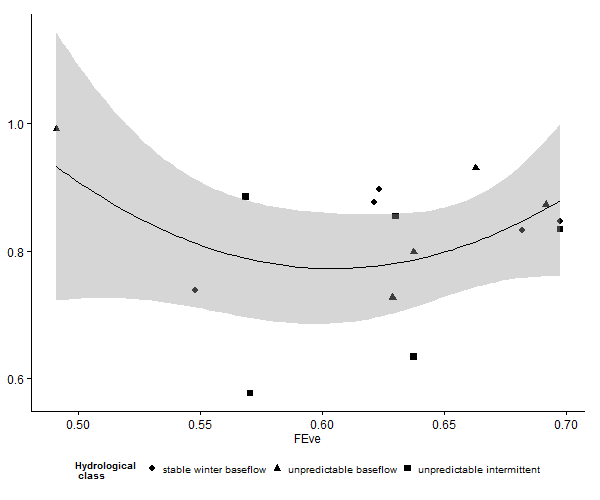 1.0
0.8
0.6
0.50 0.55 0.60 0.65 0.70
FEve
Hydrological
class
stable winter baseflow unpredictable baseflow unpredictable intermittent